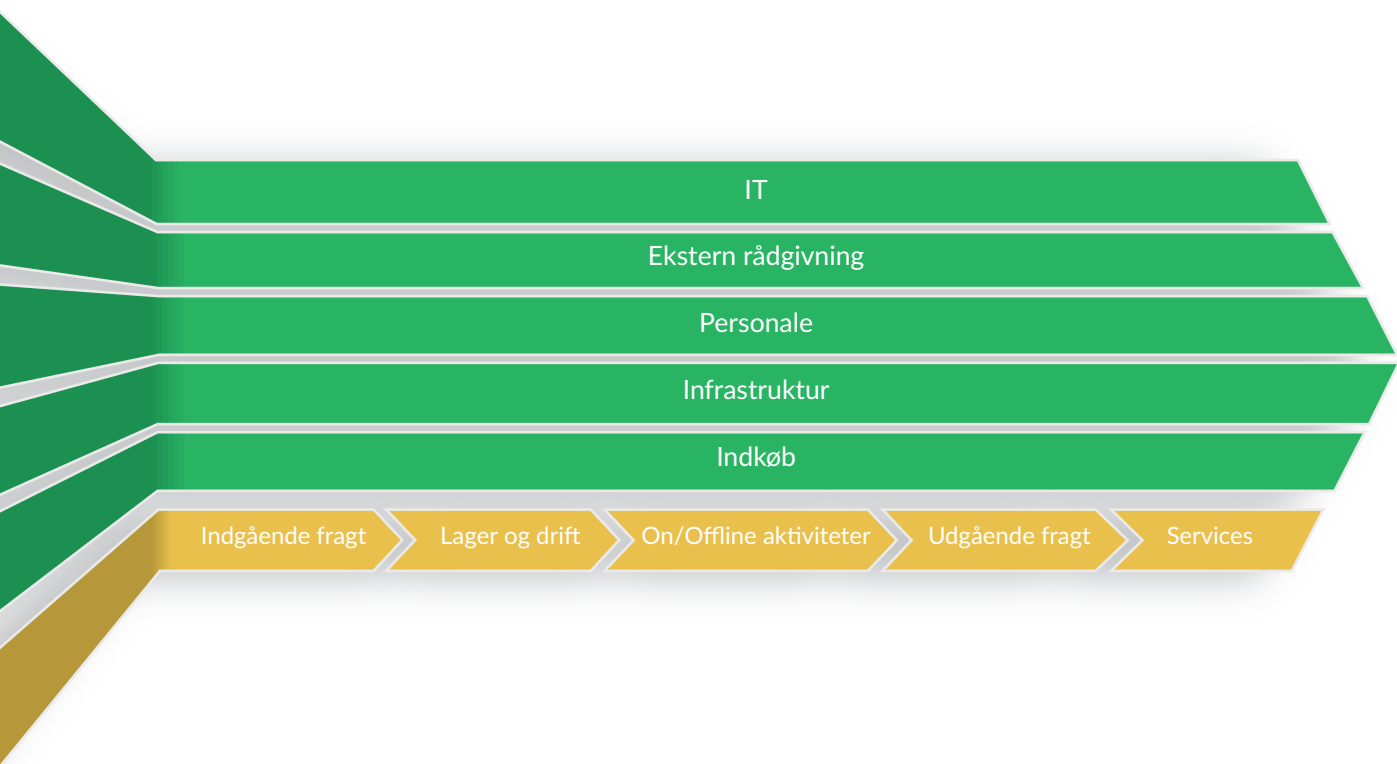 IT
Ekstern rådgivning
Personale
Infrastruktur
Indkøb
Indgående fragt
Lager og drift
On/Offline aktiviteter
Udgående fragt
Services